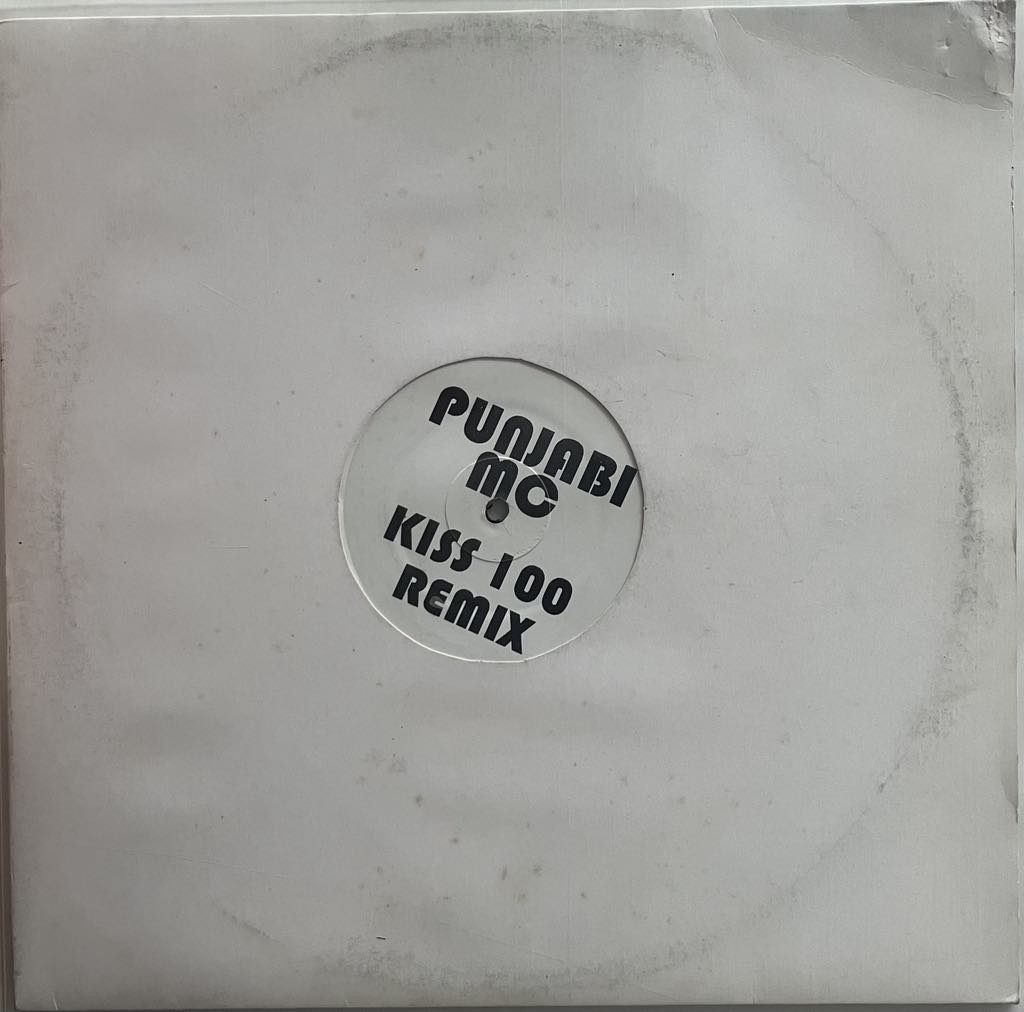 PUNJABI
MC
KISS 100
REMIX